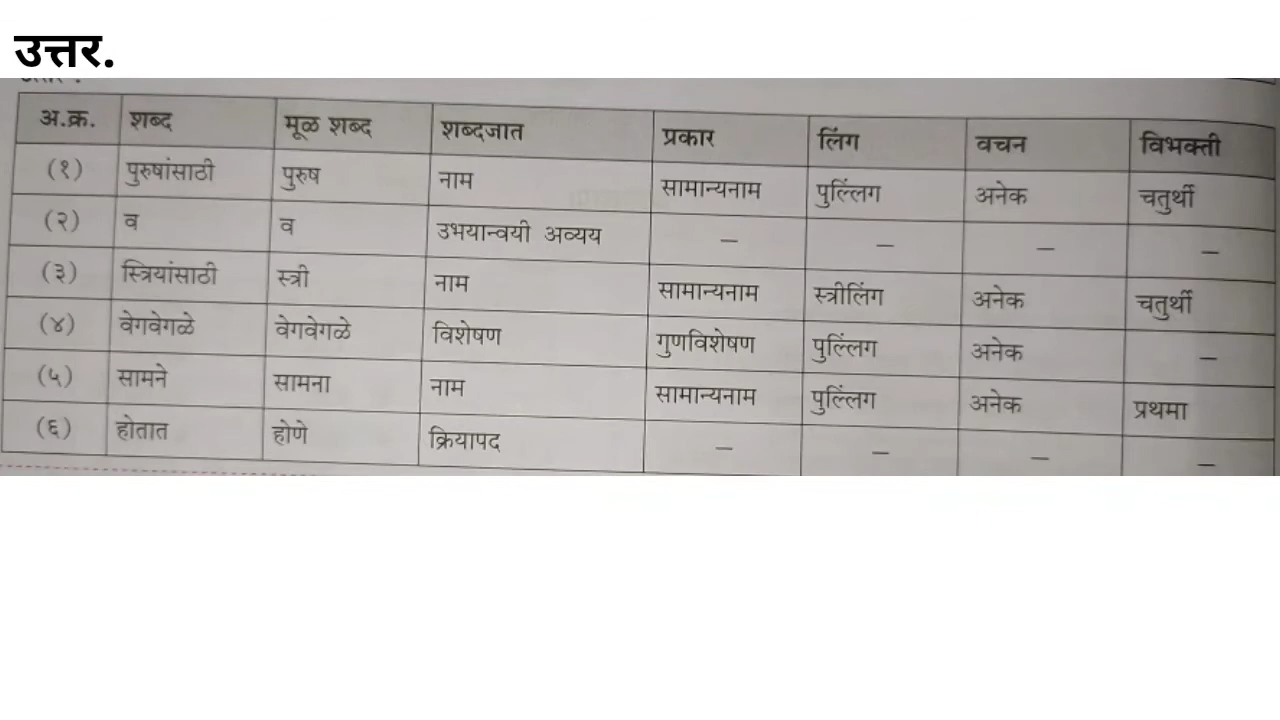 उत्तर.
अ.क्र. शब्द मूळ शब्द शब्दजात प्रकार लिंग वचन विभक्ती
(१) पुरुषांसाठी पुरुष नाम सामान्यनाम पुल्लिंग अनेक चतुर्थी
(२) व व उभयान्वयी अव्यय – – – –
(३) स्त्रियांसाठी स्त्री नाम सामान्यनाम स्त्रीलिंग अनेक चतुर्थी
(४) वेगवेगळे वेगवेगळे विशेषण गुणविशेषण पुल्लिंग अनेक –
(५) सामने सामना नाम सामान्यनाम पुल्लिंग अनेक प्रथमा
(६) होतात होणे क्रियापद – – – –